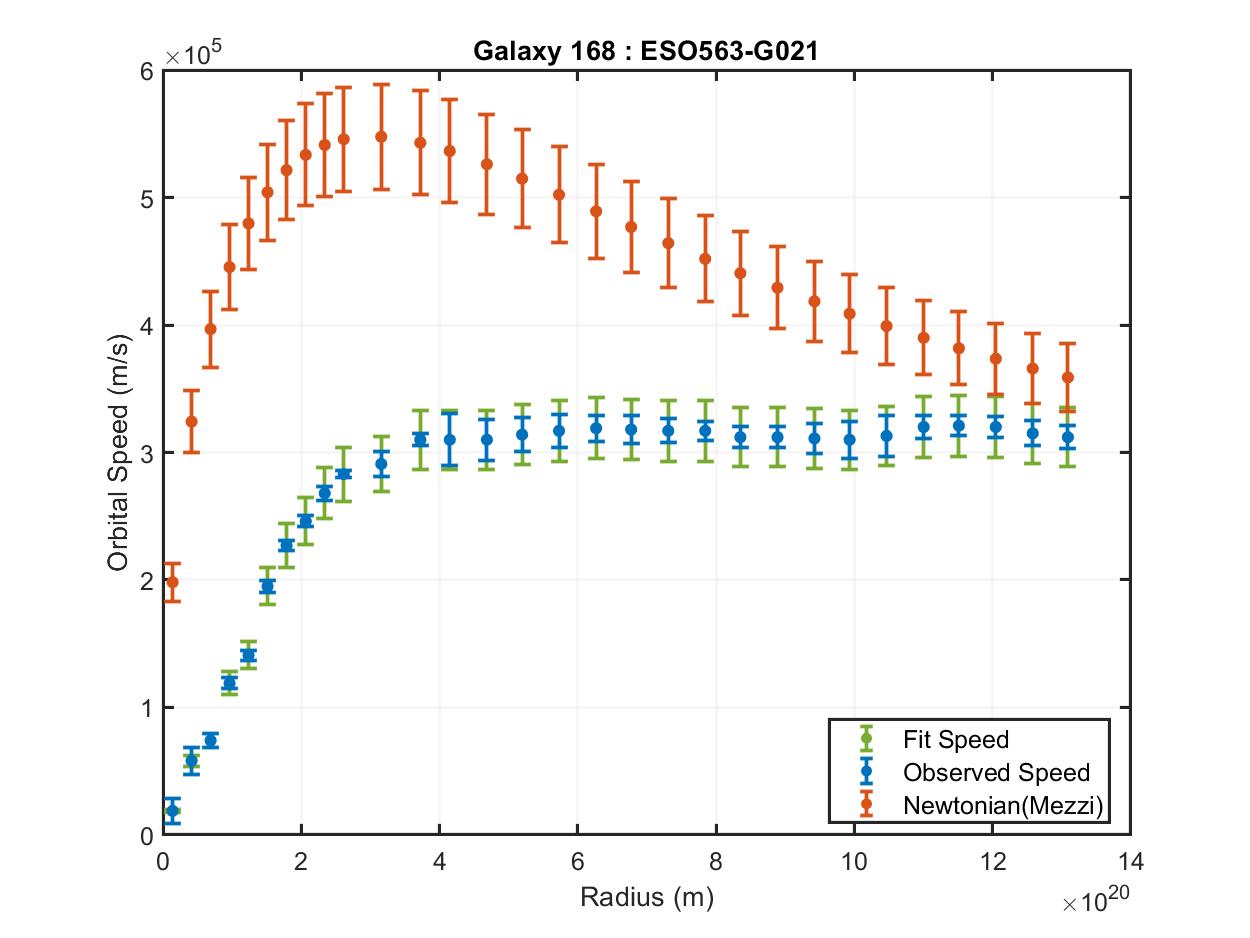 Galaxy 168 : ESO563-G021
×10^5
6
5
4
3
2
1
0
Orbital Speed (m/s)
0 2 4 6 8 10 12 14
Radius (m)
×10^20
Fit Speed
Observed Speed
Newtonian(Mezzi)